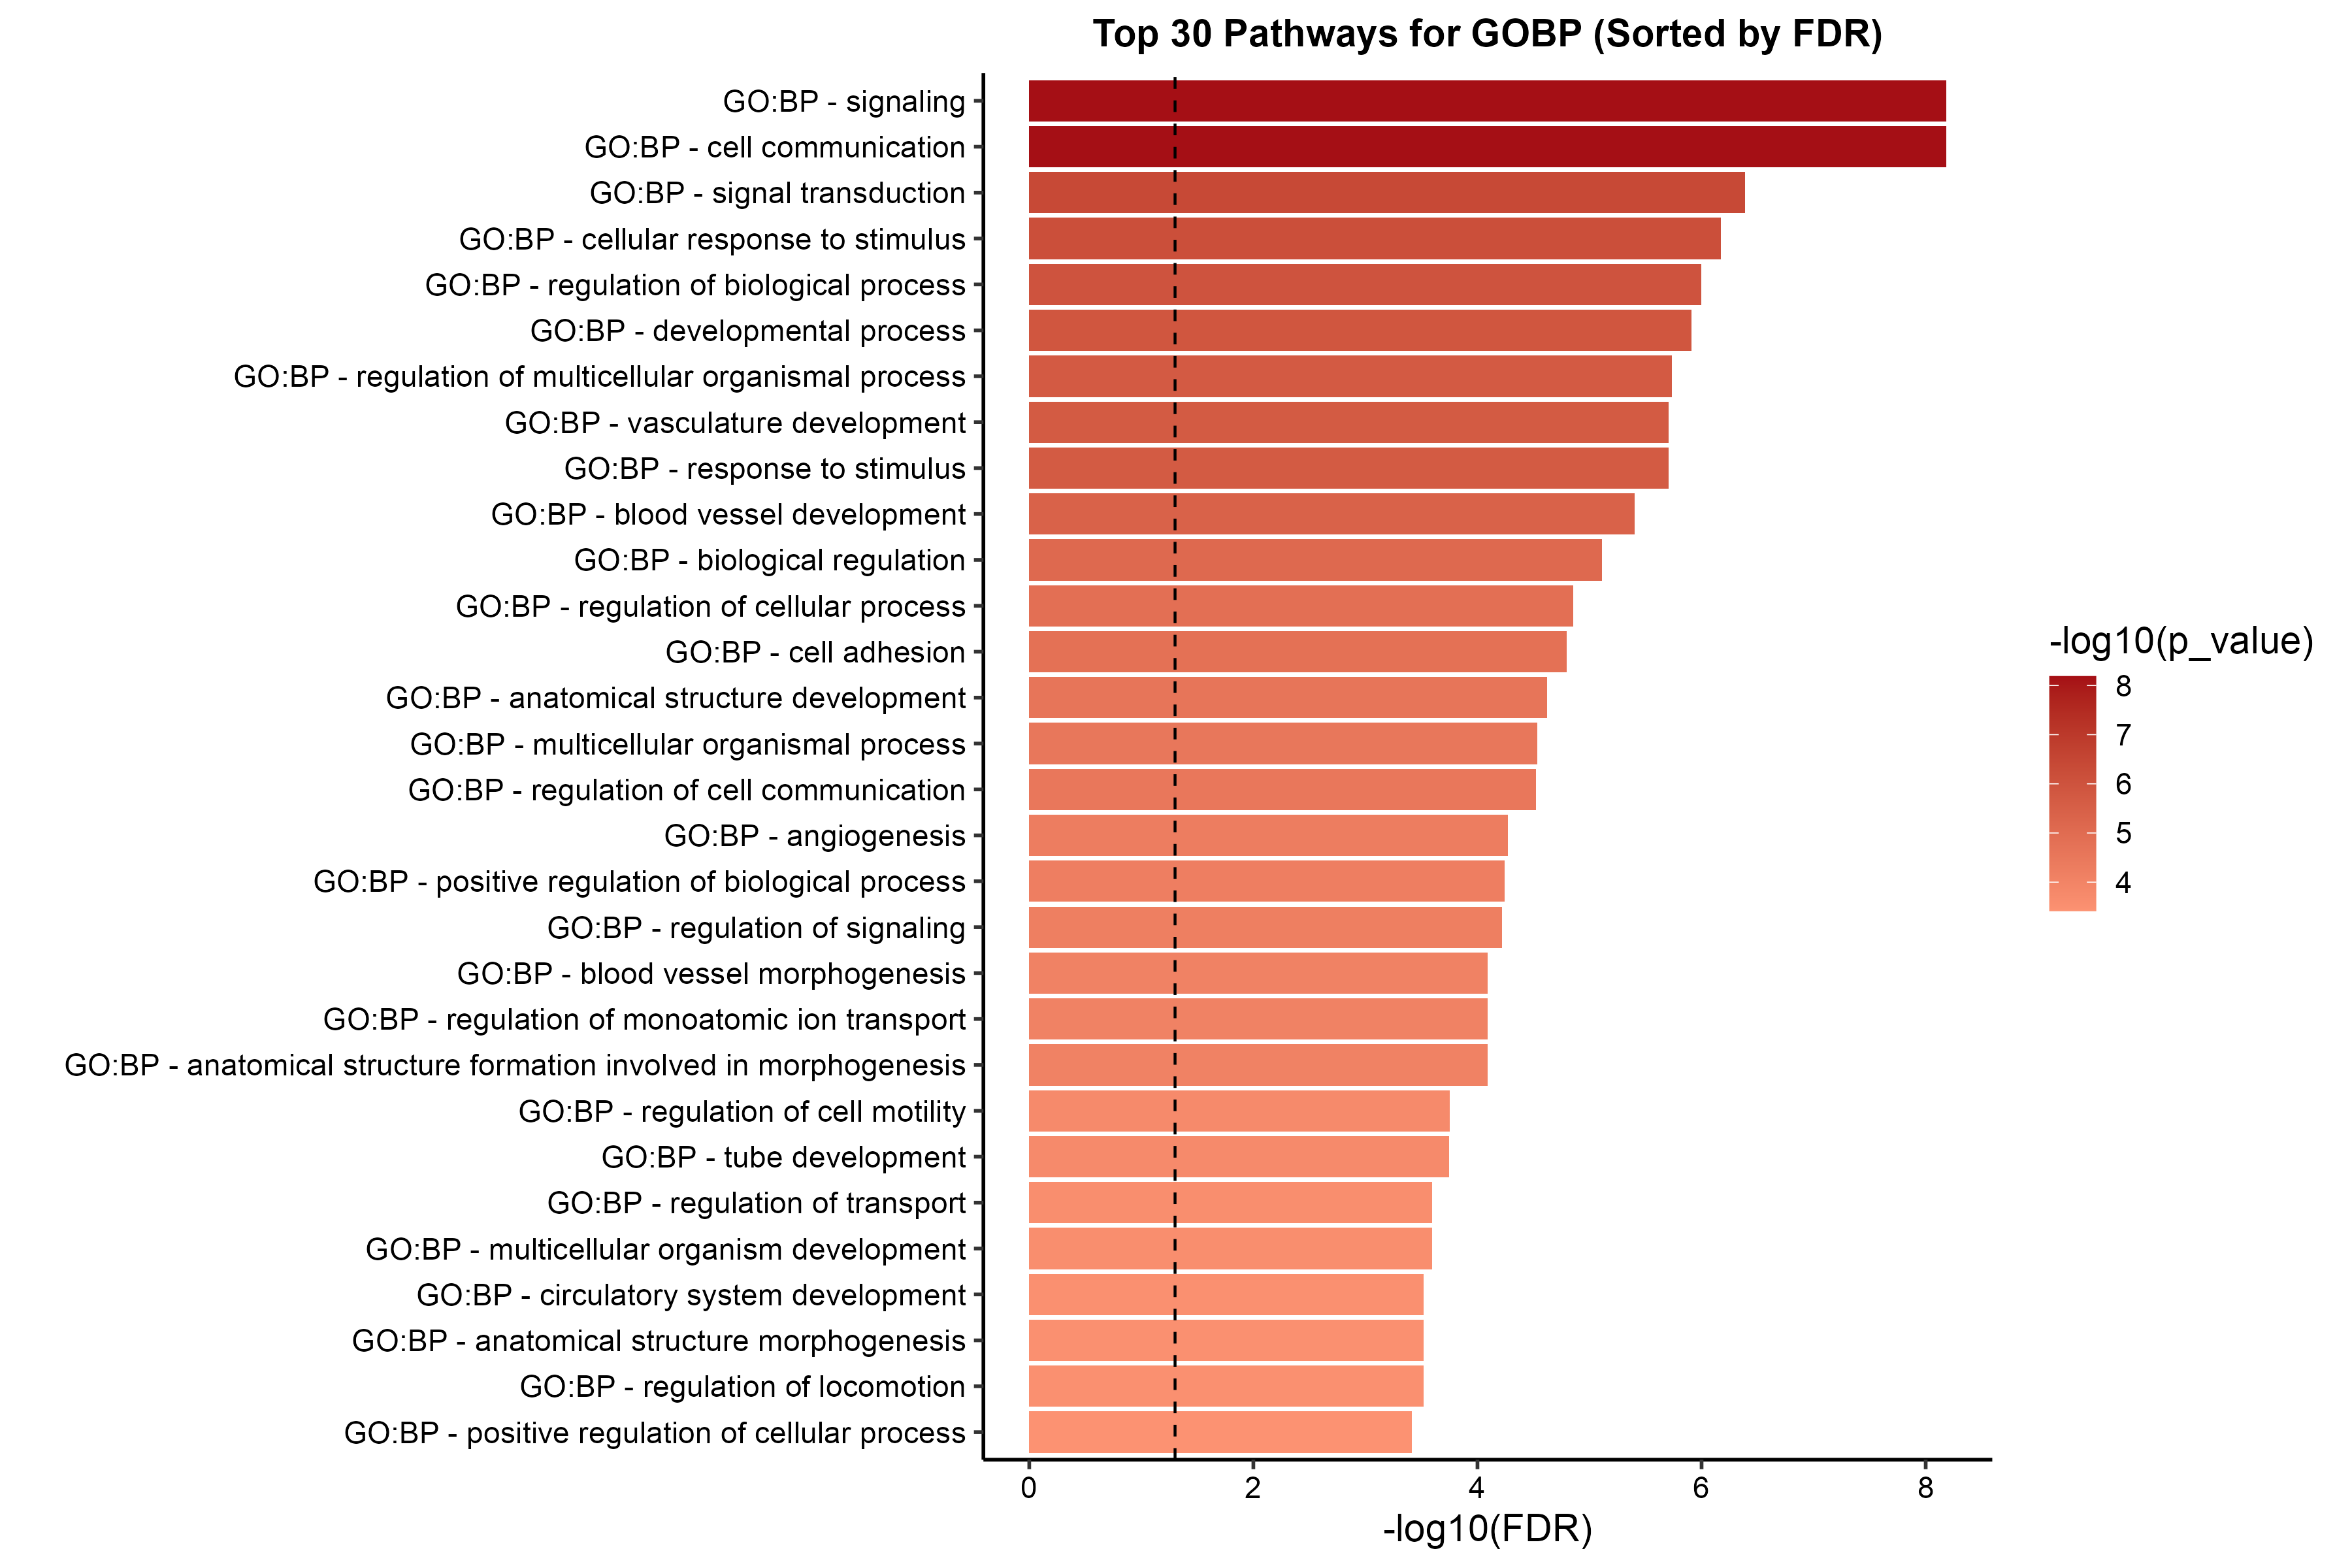 Top 30 Pathways for GOBP (Sorted by FDR)
GO:BP - signaling
GO:BP - cell communication
GO:BP - signal transduction
GO:BP - cellular response to stimulus
GO:BP - regulation of biological process
GO:BP - developmental process
GO:BP - regulation of multicellular organismal process
GO:BP - vasculature development
GO:BP - response to stimulus
GO:BP - blood vessel development
GO:BP - biological regulation
GO:BP - regulation of cellular process
GO:BP - cell adhesion
GO:BP - anatomical structure development
GO:BP - multicellular organismal process
GO:BP - regulation of cell communication
GO:BP - angiogenesis
GO:BP - positive regulation of biological process
GO:BP - regulation of signaling
GO:BP - blood vessel morphogenesis
GO:BP - regulation of monoatomic ion transport
GO:BP - anatomical structure formation involved in morphogenesis
GO:BP - regulation of cell motility
GO:BP - tube development
GO:BP - regulation of transport
GO:BP - multicellular organism development
GO:BP - circulatory system development
GO:BP - anatomical structure morphogenesis
GO:BP - regulation of locomotion
GO:BP - positive regulation of cellular process
0 2 4 6 8
-log10(FDR)
-log10(p_value)
8
7
6
5
4